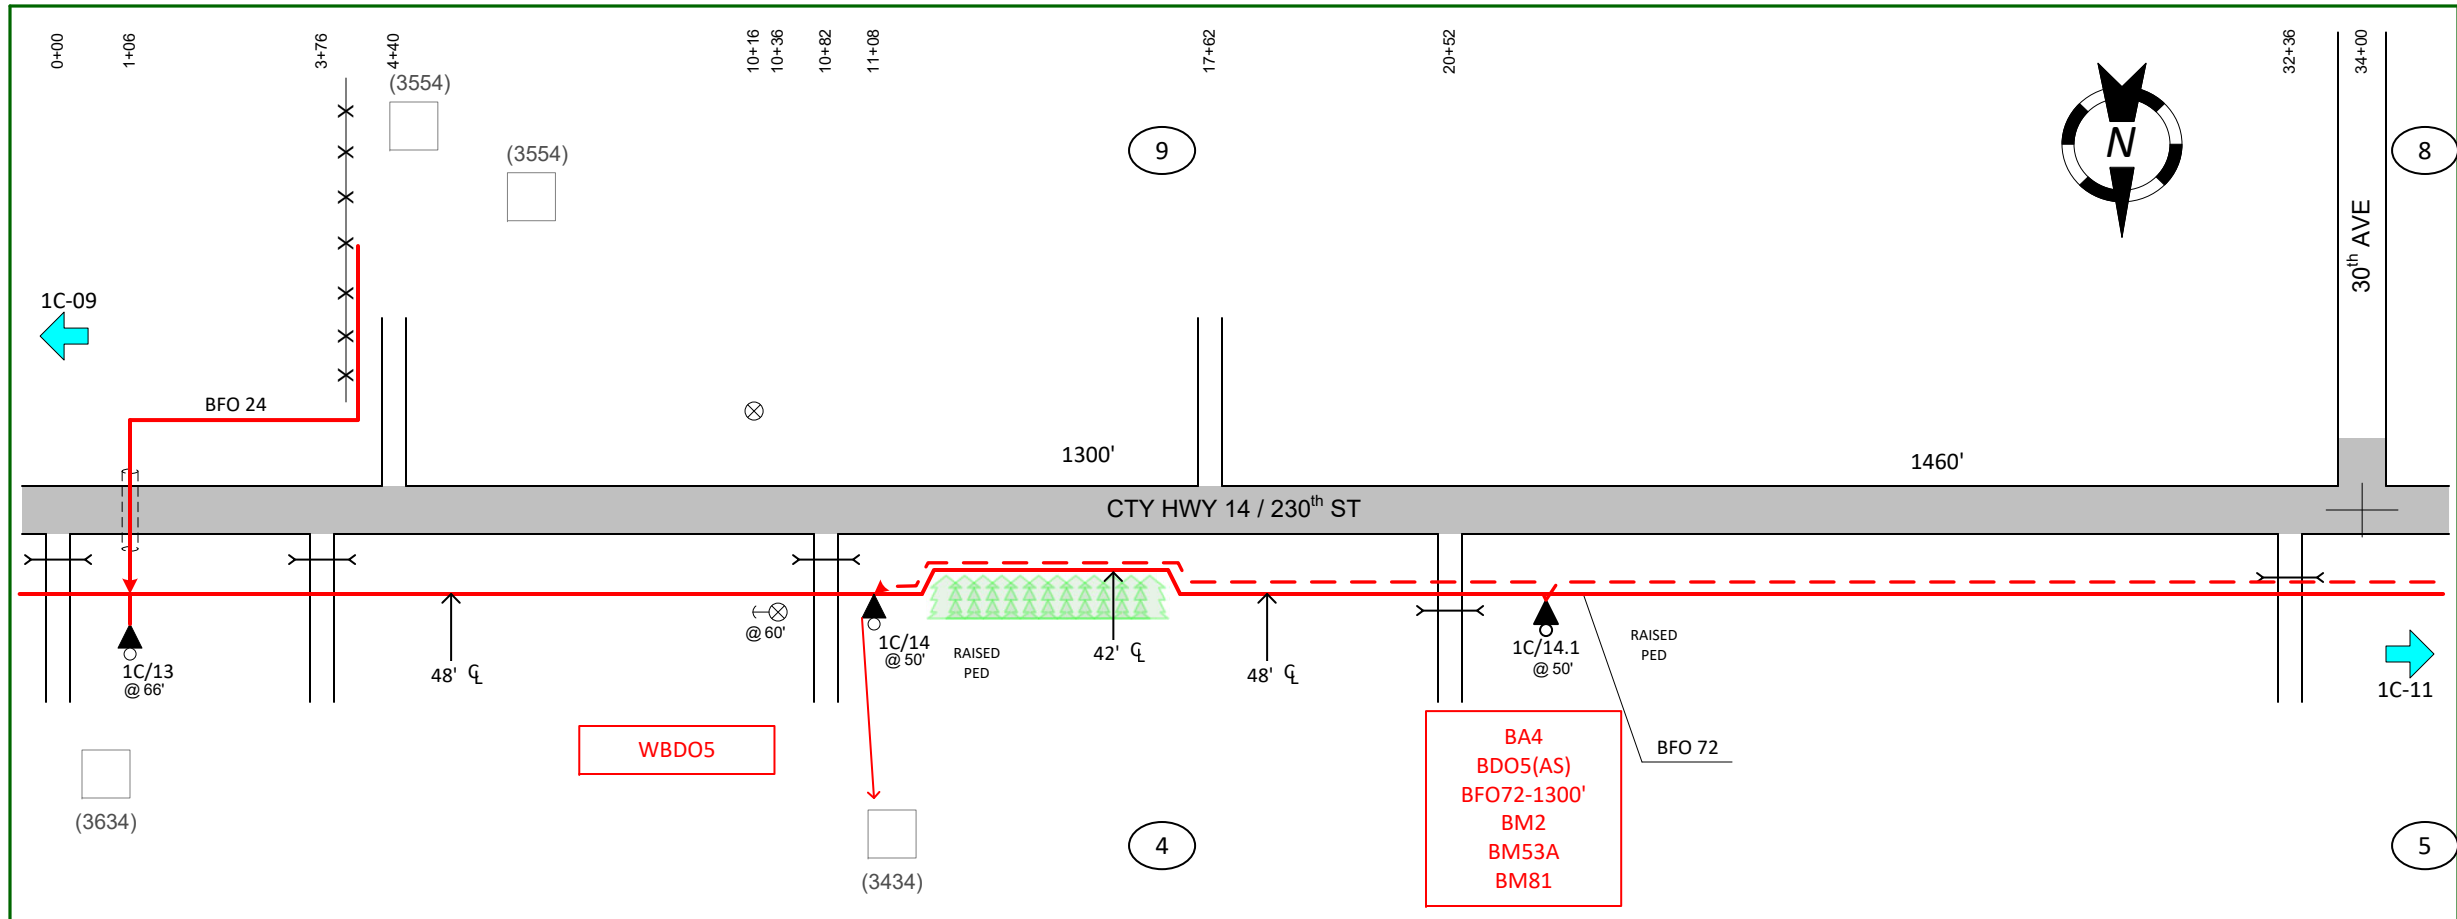 0+00
1+06
3+76
4+40
10+16
10+36
10+82
11+08
17+62
20+52
32+36
34+00
(3554)
(3554)
9
N
8
30th AVE
1C-09
BFO 24
1300'
1460'
CTY HWY 14 / 230th ST
1C/13
@ 66'
48' ℄
@ 60'
1C/14
@ 50'
RAISED
PED
42' ℄
48' ℄
1C/14.1
@ 50'
RAISED
PED
1C-11
WBDO5
BA4
BDO5(AS)
BFO72-1300'
BM2
BM53A
BM81
BFO 72
(3634)
(3434)
4
5